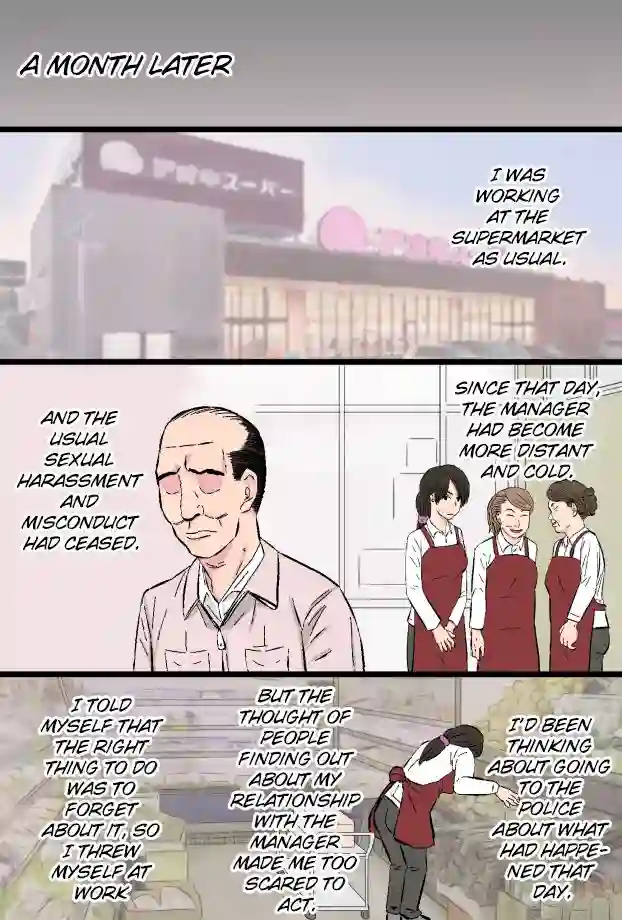 A MONTH LATER
I WAS
WORKING
AT THE
SUPERMARKET
AS USUAL.
スーパー
SINCE THAT DAY,
THE MANAGER
HAD BECOME
MORE DISTANT
AND COLD.
AND THE
USUAL
SEXUAL
HARASSMENT
AND
MISCONDUCT
HAD CEASED.
I'D BEEN
THINKING
ABOUT GOING
TO THE
POLICE
ABOUT WHAT
HAD HAPPE-
NED THAT
DAY.
BUT THE
THOUGHT OF
PEOPLE
FINDING OUT
ABOUT MY
RELATIONSHIP
WITH THE
MANAGER
MADE ME TOO
SCARED TO
ACT.
I TOLD
MYSELF THAT
THE RIGHT
THING TO DO
WAS TO
FORGET
ABOUT IT, SO
I THREW
MYSELF AT
WORK